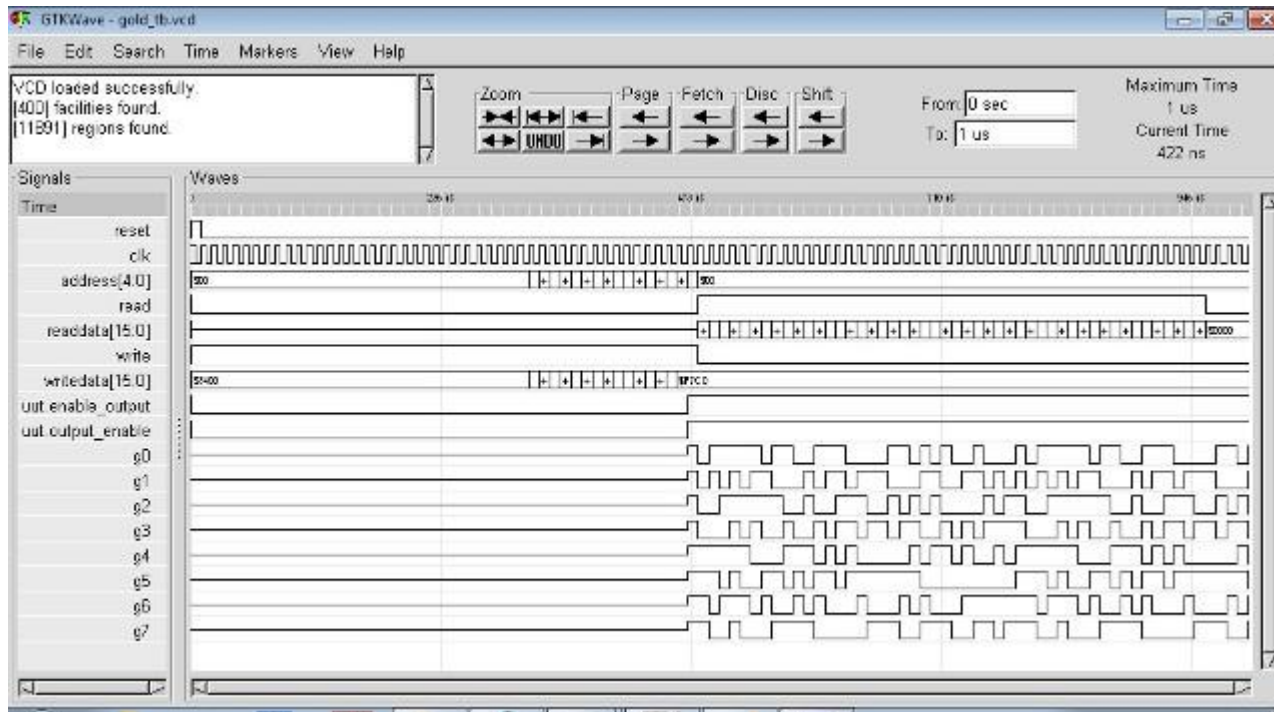 GTKWave - gold_tb.vcd
File Edit Search Time Markers View Help
VCD loaded successfully.
[400] facilities found.
[11891] regions found.
Zoom Page Fetch Disc Shift
UNDO
From: 0 sec
To: 1 us
Maximum Time
1 us
Current Time
422 ns
Signals
Waves
Time
reset
clk
address[4:0]
read
readdata[15:0]
write
writedata[15:0]
uut.enable_output
uut.output_enable
g0
g1
g2
g3
g4
g5
g6
g7